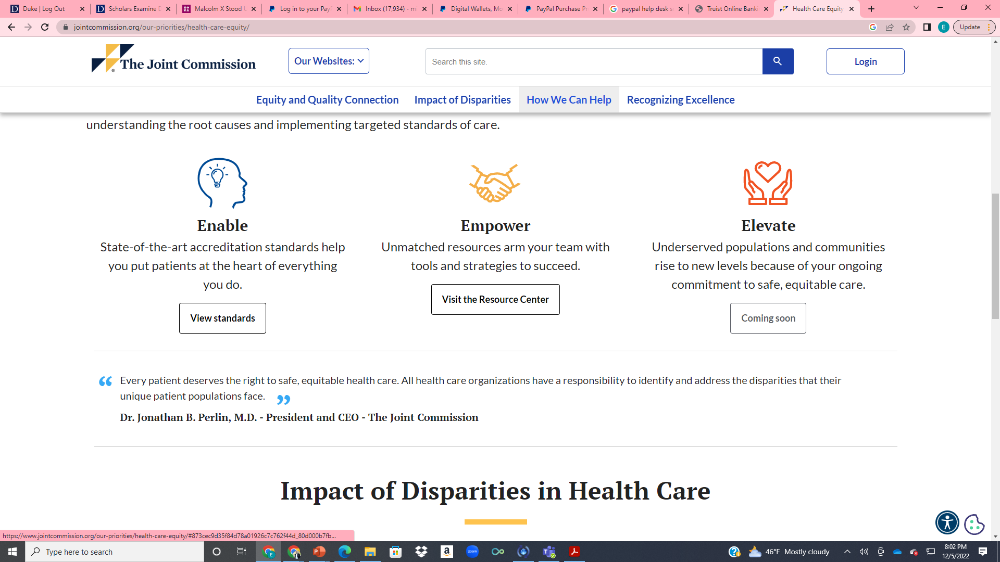 Duke | Log Out
Scholars Examine D
Malcolm X Stood U
Log in to your Payl
Inbox (17,934) - m
Digital Wallets, Mo
PayPal Purchase Pr
paypal help desk s
Truist Online Banki
Health Care Equity
jointcommission.org/our-priorities/health-care-equity/
E
Update
The Joint Commission
Our Websites:
Search this site.
Login
Equity and Quality Connection
Impact of Disparities
How We Can Help
Recognizing Excellence
understanding the root causes and implementing targeted standards of care.
Enable
State-of-the-art accreditation standards help
you put patients at the heart of everything
you do.
View standards
Empower
Unmatched resources arm your team with
tools and strategies to succeed.
Visit the Resource Center
Elevate
Underserved populations and communities
rise to new levels because of your ongoing
commitment to safe, equitable care.
Coming soon
“ Every patient deserves the right to safe, equitable health care. All health care organizations have a responsibility to identify and address the disparities that their
unique patient populations face. ”
Dr. Jonathan B. Perlin, M.D. - President and CEO - The Joint Commission
Impact of Disparities in Health Care
https://www.jointcommission.org/our-priorities/health-care-equity/#873cec9d35f84d78a01926c7c762f44d_80d000b7fb...
Type here to search
46°F Mostly cloudy
8:02 PM
12/5/2022